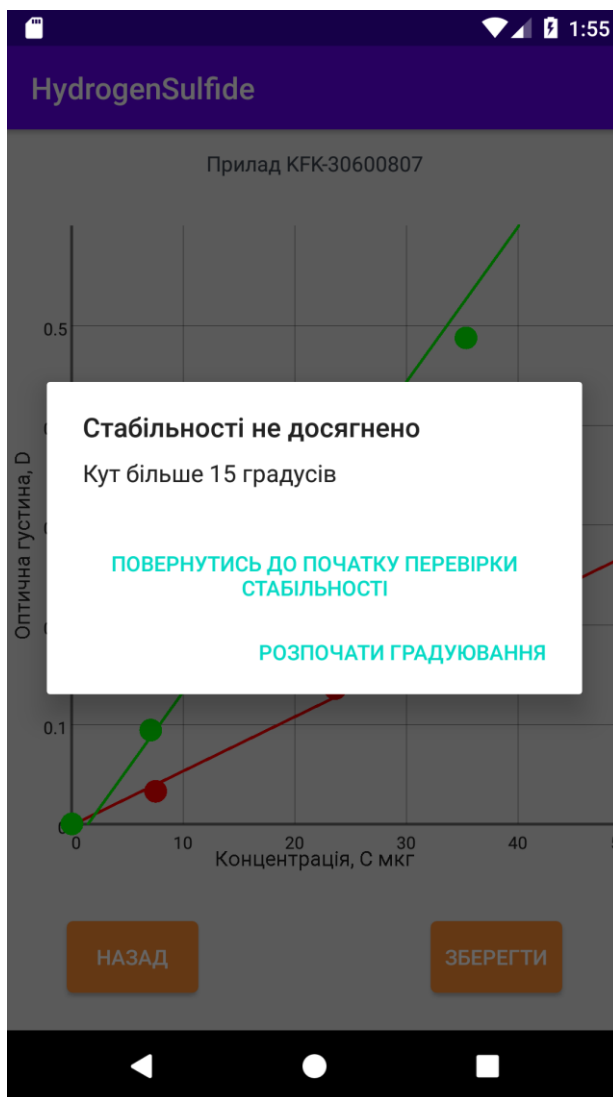 1:55
HydrogenSulfide
Прилад KFK-30600807
0.5
Оптична густина, D
Стабільності не досягнено
Кут більше 15 градусів
ПОВЕРНУТИСЬ ДО ПОЧАТКУ ПЕРЕВІРКИ
СТАБІЛЬНОСТІ
РОЗПОЧАТИ ГРАДУЮВАННЯ
0.1
0 10 20 30 40
Концентрація, С мкг
НАЗАД
ЗБЕРЕГТИ